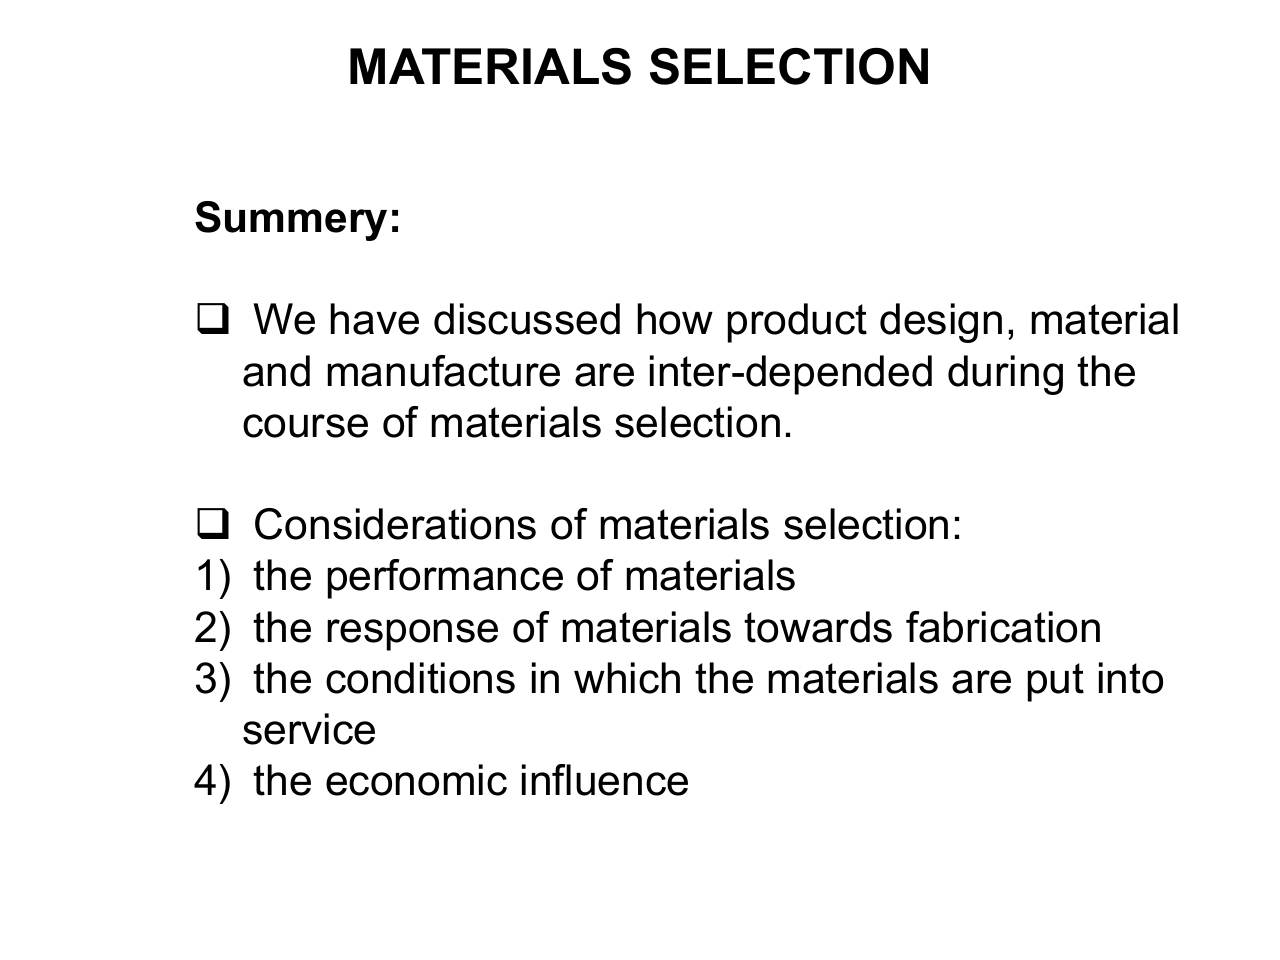 MATERIALS SELECTION
Summery:
❑ We have discussed how product design, material
and manufacture are inter-depended during the
course of materials selection.
❑ Considerations of materials selection:
1) the performance of materials
2) the response of materials towards fabrication
3) the conditions in which the materials are put into
service
4) the economic influence